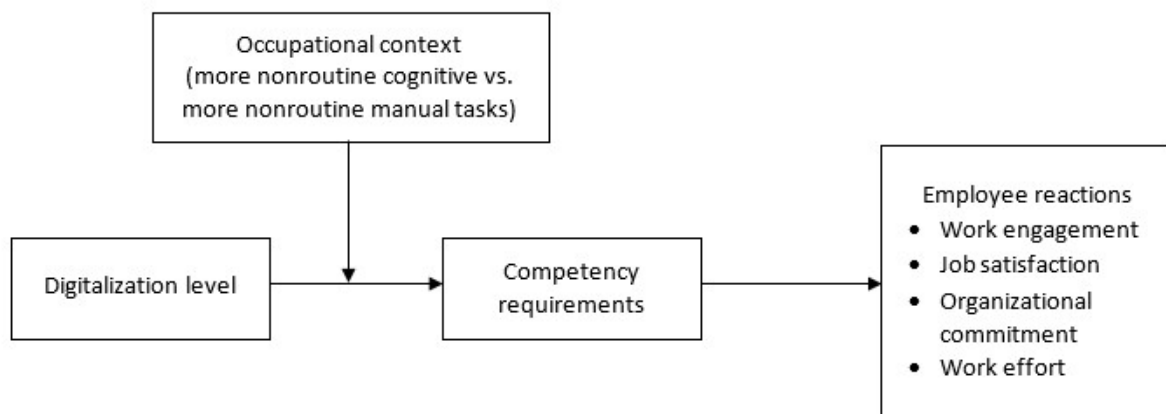 Occupational context
(more nonroutine cognitive vs.
more nonroutine manual tasks)
Digitalization level
Competency
requirements
Employee reactions
• Work engagement
• Job satisfaction
• Organizational
commitment
• Work effort